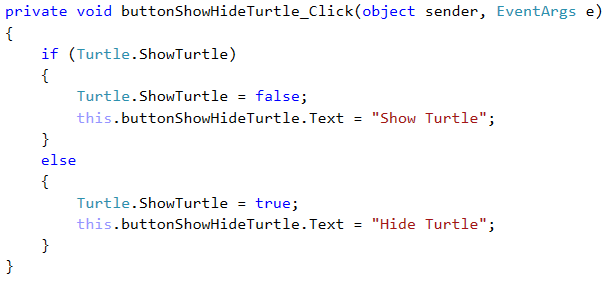 private void buttonShowHideTurtle_Click(object sender, EventArgs e)
{
    if (Turtle.ShowTurtle)
    {
        Turtle.ShowTurtle = false;
        this.buttonShowHideTurtle.Text = "Show Turtle";
    }
    else
    {
        Turtle.ShowTurtle = true;
        this.buttonShowHideTurtle.Text = "Hide Turtle";
    }
}